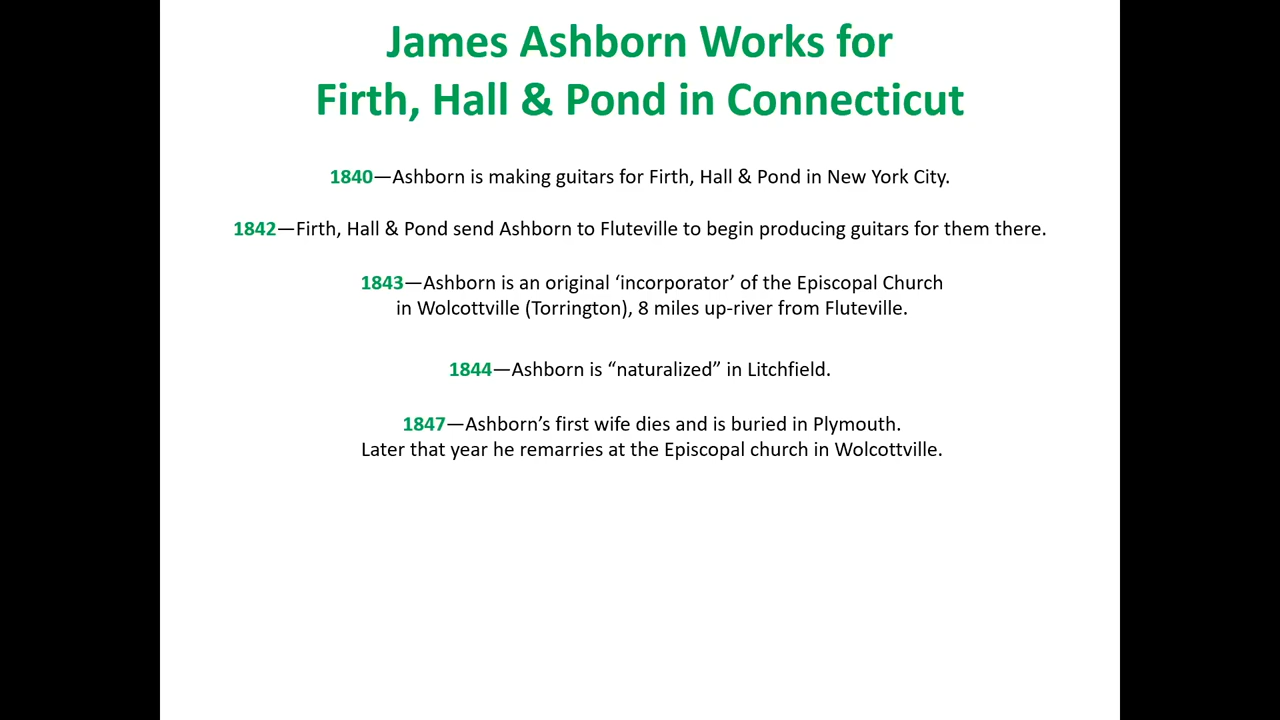 James Ashborn Works for
Firth, Hall & Pond in Connecticut
1840—Ashborn is making guitars for Firth, Hall & Pond in New York City.
1842—Firth, Hall & Pond send Ashborn to Fluteville to begin producing guitars for them there.
1843—Ashborn is an original ‘incorporator’ of the Episcopal Church
in Wolcottville (Torrington), 8 miles up-river from Fluteville.
1844—Ashborn is “naturalized” in Litchfield.
1847—Ashborn’s first wife dies and is buried in Plymouth.
Later that year he remarries at the Episcopal church in Wolcottville.